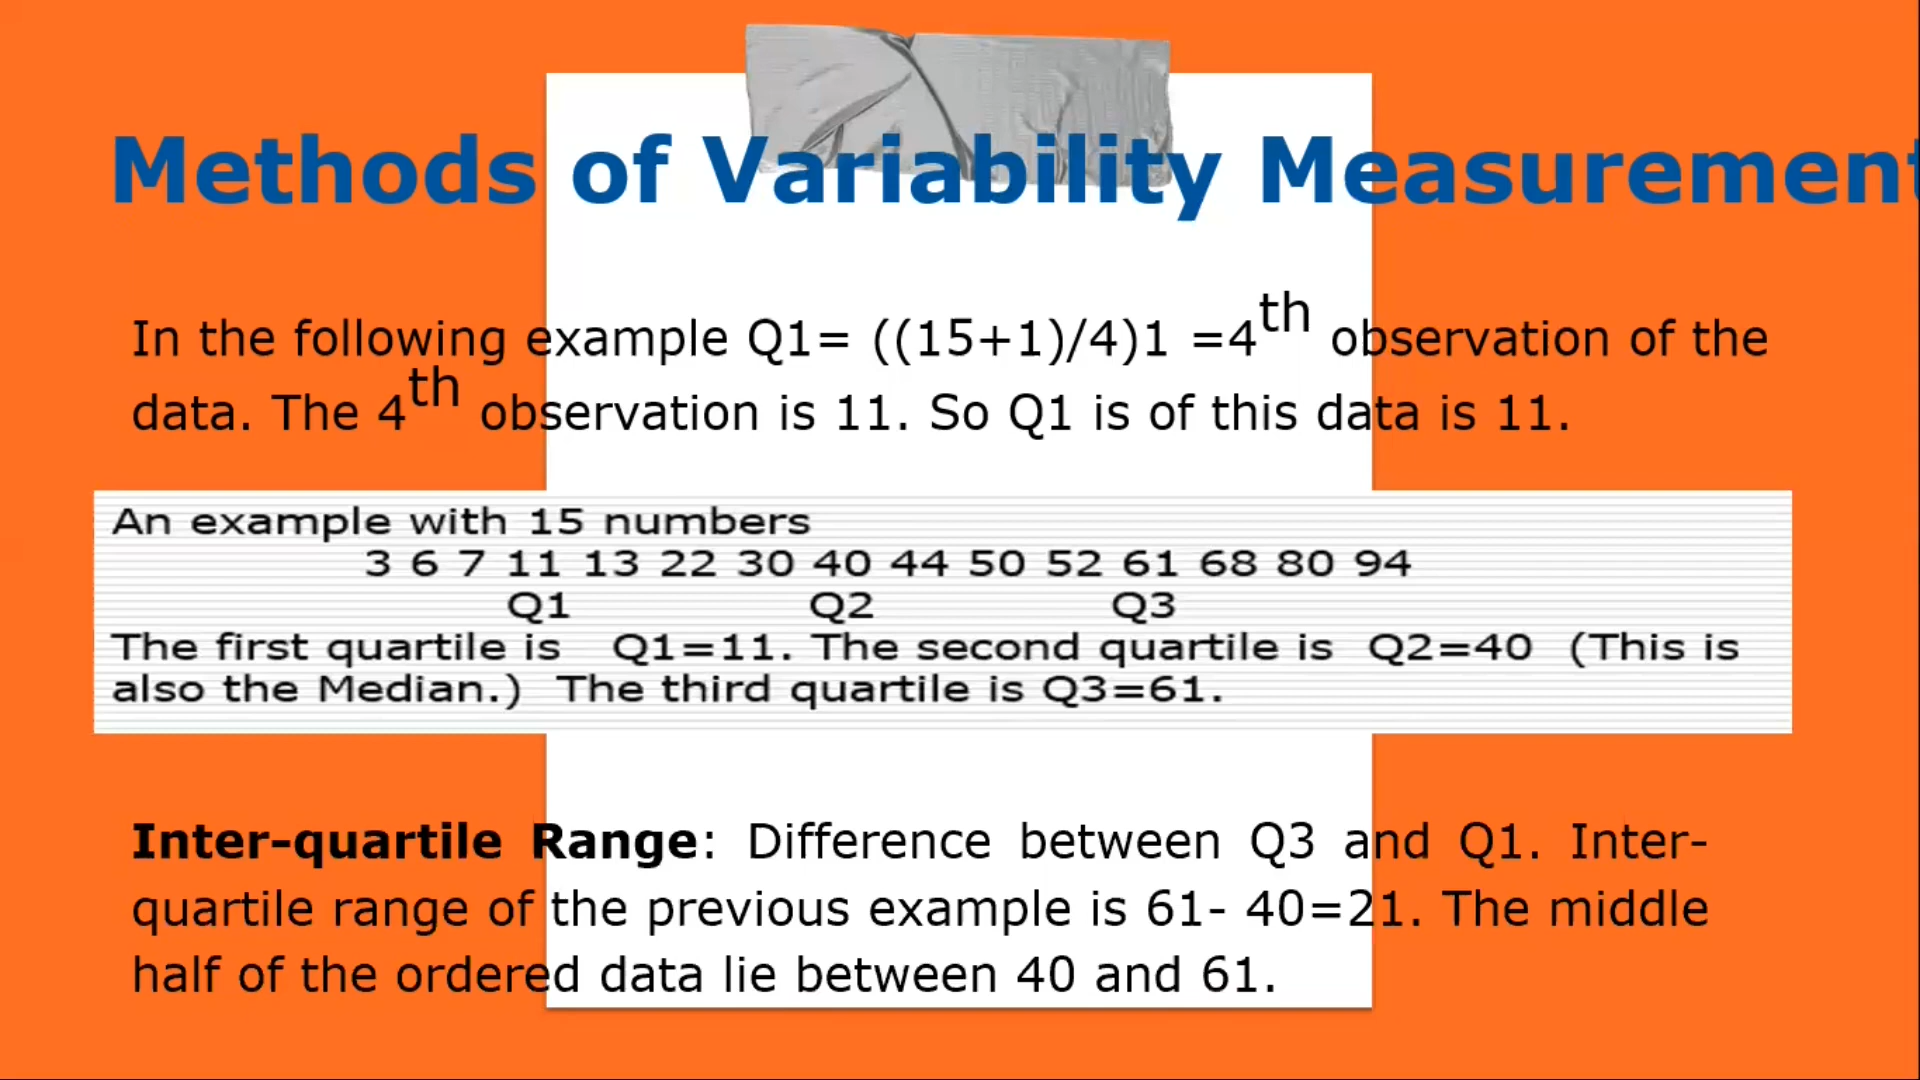 Methods of Variability Measurement
In the following example Q1= ((15+1)/4)1 =4th observation of the
data. The 4th observation is 11. So Q1 is of this data is 11.
An example with 15 numbers
3 6 7 11 13 22 30 40 44 50 52 61 68 80 94
Q1 Q2 Q3
The first quartile is Q1=11. The second quartile is Q2=40 (This is
also the Median.) The third quartile is Q3=61.
Inter-quartile Range: Difference between Q3 and Q1. Inter-
quartile range of the previous example is 61- 40=21. The middle
half of the ordered data lie between 40 and 61.